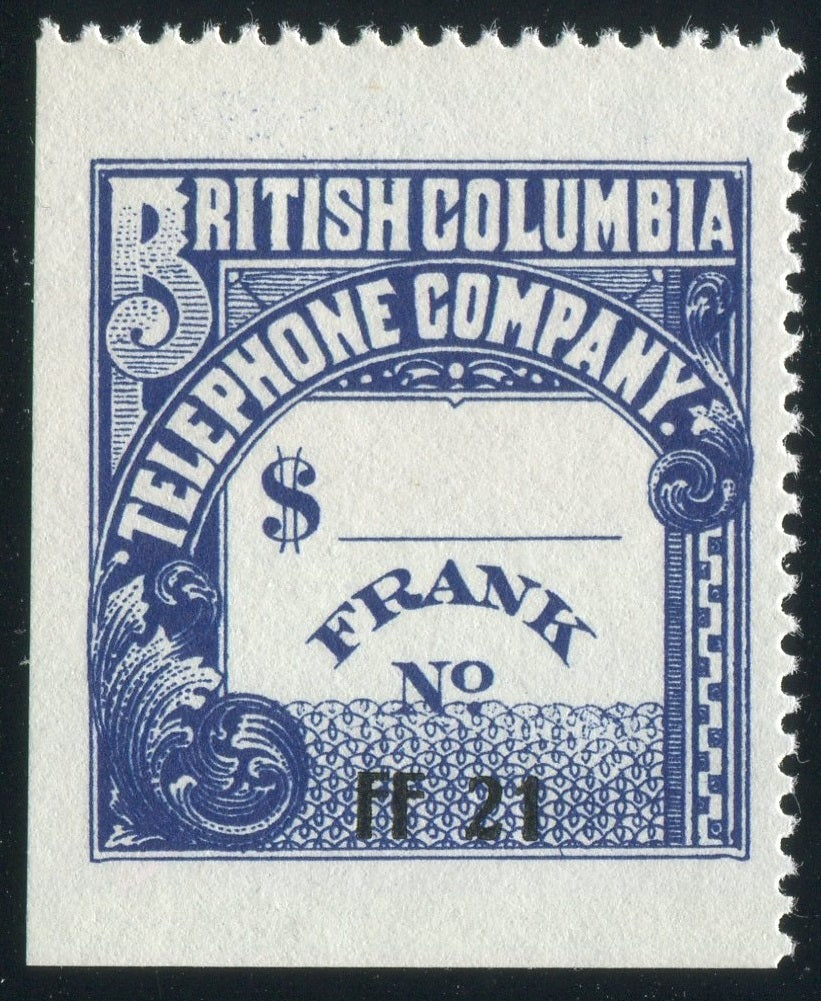 BRITISH COLUMBIA
TELEPHONE COMPANY.
$
FRANK
No.
FF 21